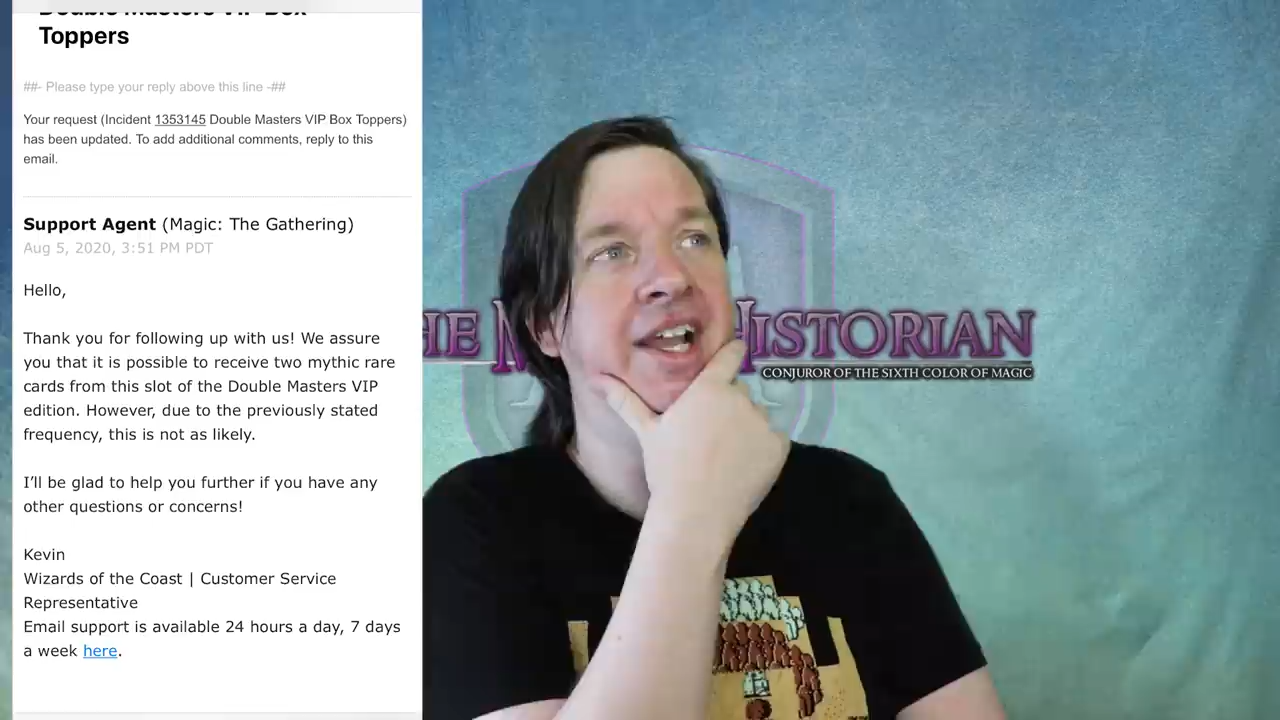 Double Masters VIP Box
Toppers
##- Please type your reply above this line -##
Your request (Incident 1353145 Double Masters VIP Box Toppers)
has been updated. To add additional comments, reply to this
email.
Support Agent (Magic: The Gathering)
Aug 5, 2020, 3:51 PM PDT
Hello,
Thank you for following up with us! We assure
you that it is possible to receive two mythic rare
cards from this slot of the Double Masters VIP
edition. However, due to the previously stated
frequency, this is not as likely.
I'll be glad to help you further if you have any
other questions or concerns!
Kevin
Wizards of the Coast | Customer Service
Representative
Email support is available 24 hours a day, 7 days
a week here.
HISTORIAN
CONJUROR OF THE SIXTH COLOR OF MAGIC